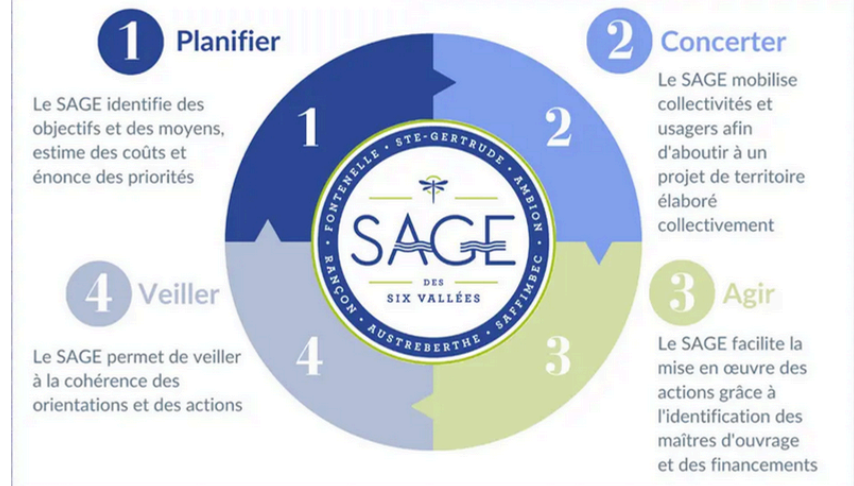 1 Planifier
Le SAGE identifie des
objectifs et des moyens,
estime des coûts et
énonce des priorités
2 Concerter
Le SAGE mobilise
collectivités et
usagers afin
d'aboutir à un
projet de territoire
élaboré
collectivement
1
2
FONTENELLE • STE-GERTRUDE • AMBION •
SAGE
DES
SIX VALLÉES
RANÇON • AUSTREBERTHE • SAFFIMBEC •
4
3
4 Veiller
Le SAGE permet de veiller
à la cohérence des
orientations et des actions
3 Agir
Le SAGE facilite la
mise en œuvre des
actions grâce à
l'identification des
maîtres d'ouvrage
et des financements